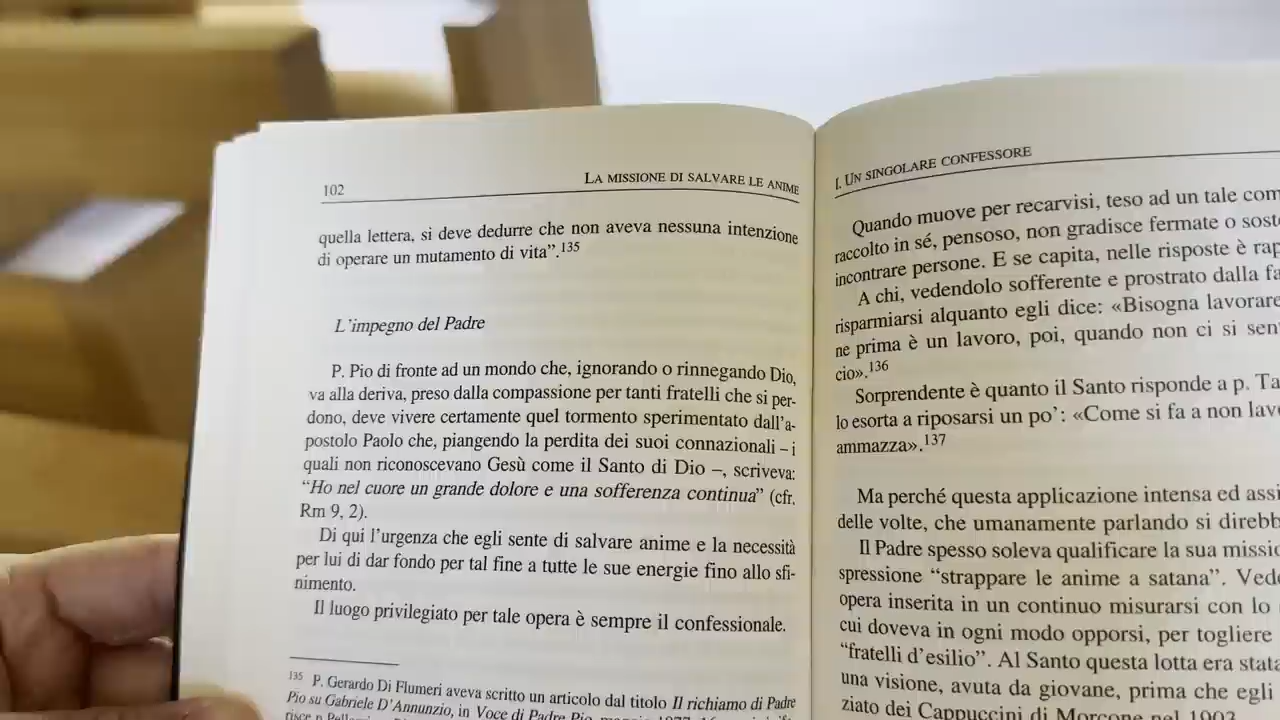 102
LA MISSIONE DI SALVARE LE ANIME
quella lettera, si deve dedurre che non aveva nessuna intenzione
di operare un mutamento di vita”.135
L'impegno del Padre
P. Pio di fronte ad un mondo che, ignorando o rinnegando Dio,
va alla deriva, preso dalla compassione per tanti fratelli che si per-
dono, deve vivere certamente quel tormento sperimentato dall'a-
postolo Paolo che, piangendo la perdita dei suoi connazionali – i
quali non riconoscevano Gesù come il Santo di Dio –, scriveva:
“Ho nel cuore un grande dolore e una sofferenza continua” (cfr.
Rm 9, 2).
Di qui l'urgenza che egli sente di salvare anime e la necessità
per lui di dar fondo per tal fine a tutte le sue energie fino allo sfi-
nimento.
Il luogo privilegiato per tale opera è sempre il confessionale.
135 P. Gerardo Di Flumeri aveva scritto un articolo dal titolo Il richiamo di Padre
Pio su Gabriele D'Annunzio, in Voce di Padre Pio,
I. UN SINGOLARE CONFESSORE
Quando muove per recarvisi, teso ad un tale com
raccolto in sé, pensoso, non gradisce fermate o sost
incontrare persone. E se capita, nelle risposte è rap
A chi, vedendolo sofferente e prostrato dalla fa
risparmiarsi alquanto egli dice: «Bisogna lavorare
ne prima è un lavoro, poi, quando non ci si sen
cio».136
Sorprendente è quanto il Santo risponde a p. Ta
lo esorta a riposarsi un po': «Come si fa a non lav
ammazza».137
Ma perché questa applicazione intensa ed assi
delle volte, che umanamente parlando si direbb
Il Padre spesso soleva qualificare la sua missio
spressione “strappare le anime a satana”. Ved
opera inserita in un continuo misurarsi con lo
cui doveva in ogni modo opporsi, per togliere
“fratelli d'esilio”. Al Santo questa lotta era stata
una visione, avuta da giovane, prima che egli
ziato dei Cappuccini di Morcone nel 1902.